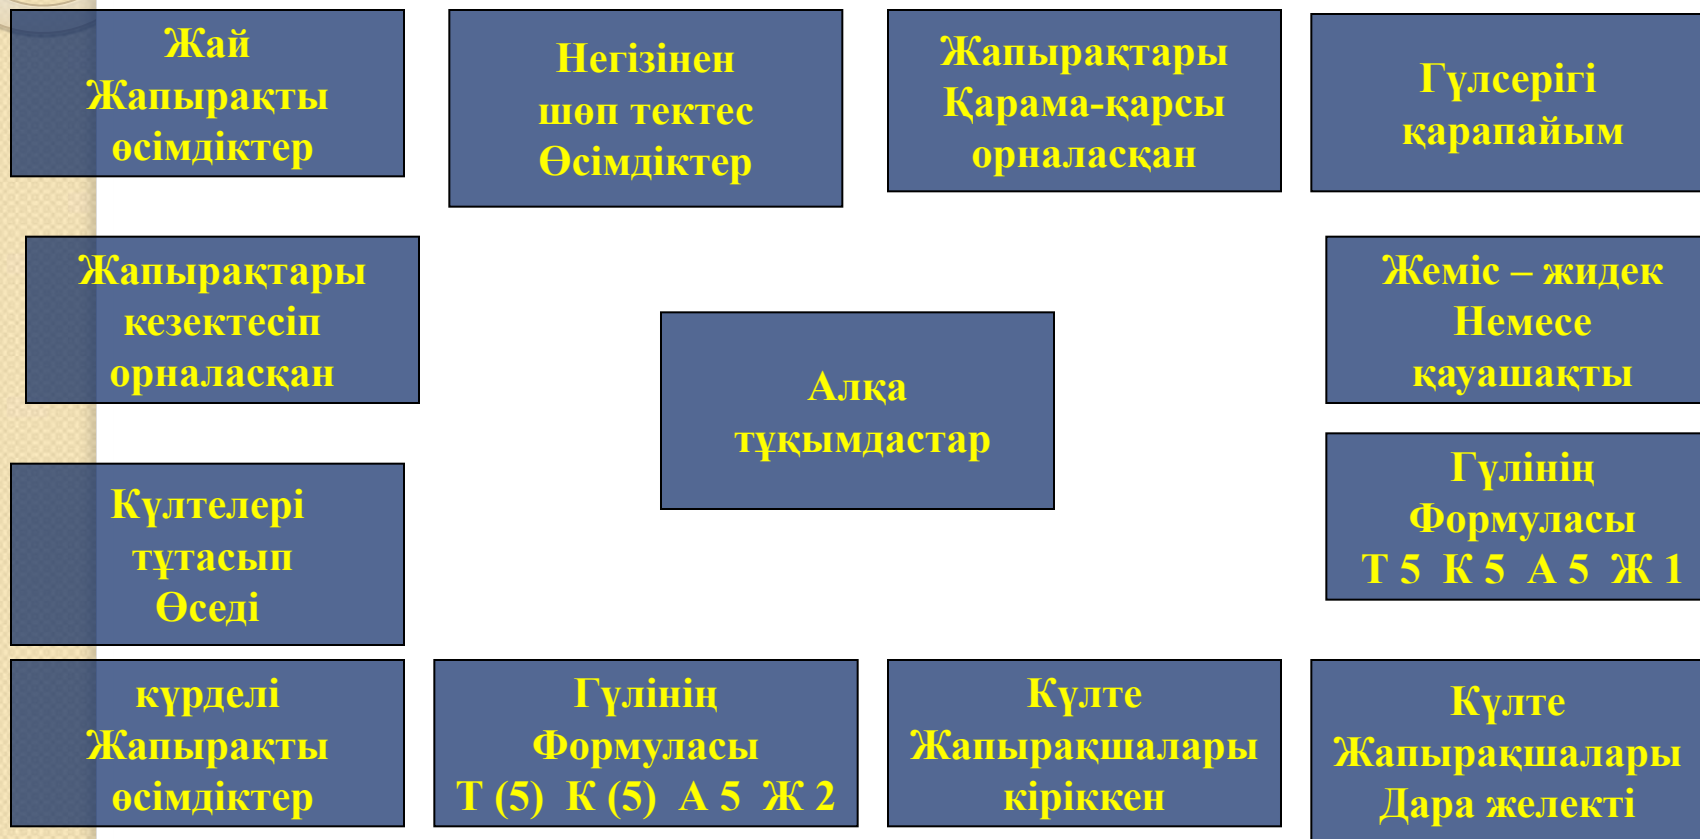 Жай
Жапырақты
өсімдіктер
Негізінен
шөп тектес
Өсімдіктер
Жапырақтары
Қарама-қарсы
орналасқан
Гүлсерігі
қарапайым
Жапырақтары
кезектесіп
орналасқан
Алқа
тұқымдастар
Жеміс – жидек
Немесе
қауашақты
Күлтелері
тұтасып
Өседі
Гүлінің
Формуласы
Т 5 К 5 А 5 Ж 1
күрделі
Жапырақты
өсімдіктер
Гүлінің
Формуласы
Т (5) К (5) А 5 Ж 2
Күлте
Жапырақшалары
кіріккен
Күлте
Жапырақшалары
Дара желекті